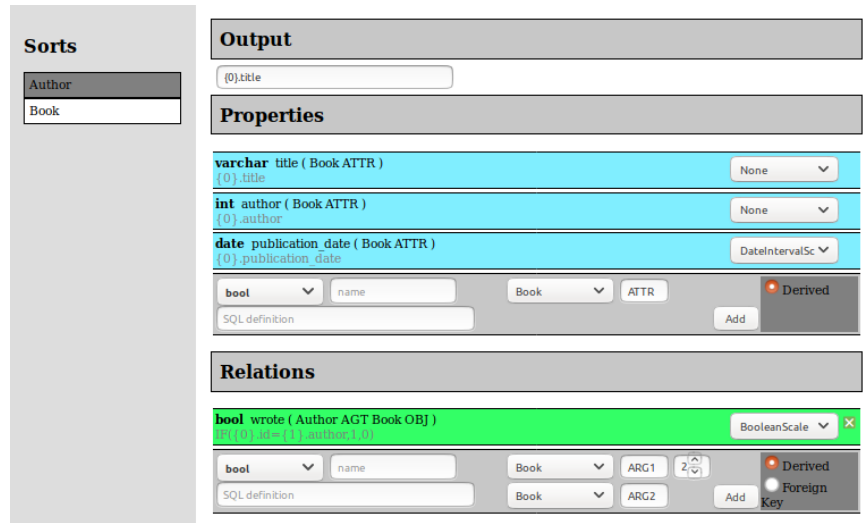 Sorts
Author
Book
Output
{0}.title
Properties
varchar title ( Book ATTR )
{0}.title
None
int author ( Book ATTR )
{0}.author
None
date publication_date ( Book ATTR )
{0}.publication_date
DateIntervalSc
bool name Book ATTR Derived
SQL definition Add
Relations
bool wrote ( Author AGT Book OBJ )
IF({0}.id={1}.author,1,0)
BooleanScale
bool name Book ARG1 2 Derived
SQL definition Book ARG2 Add Foreign
Key